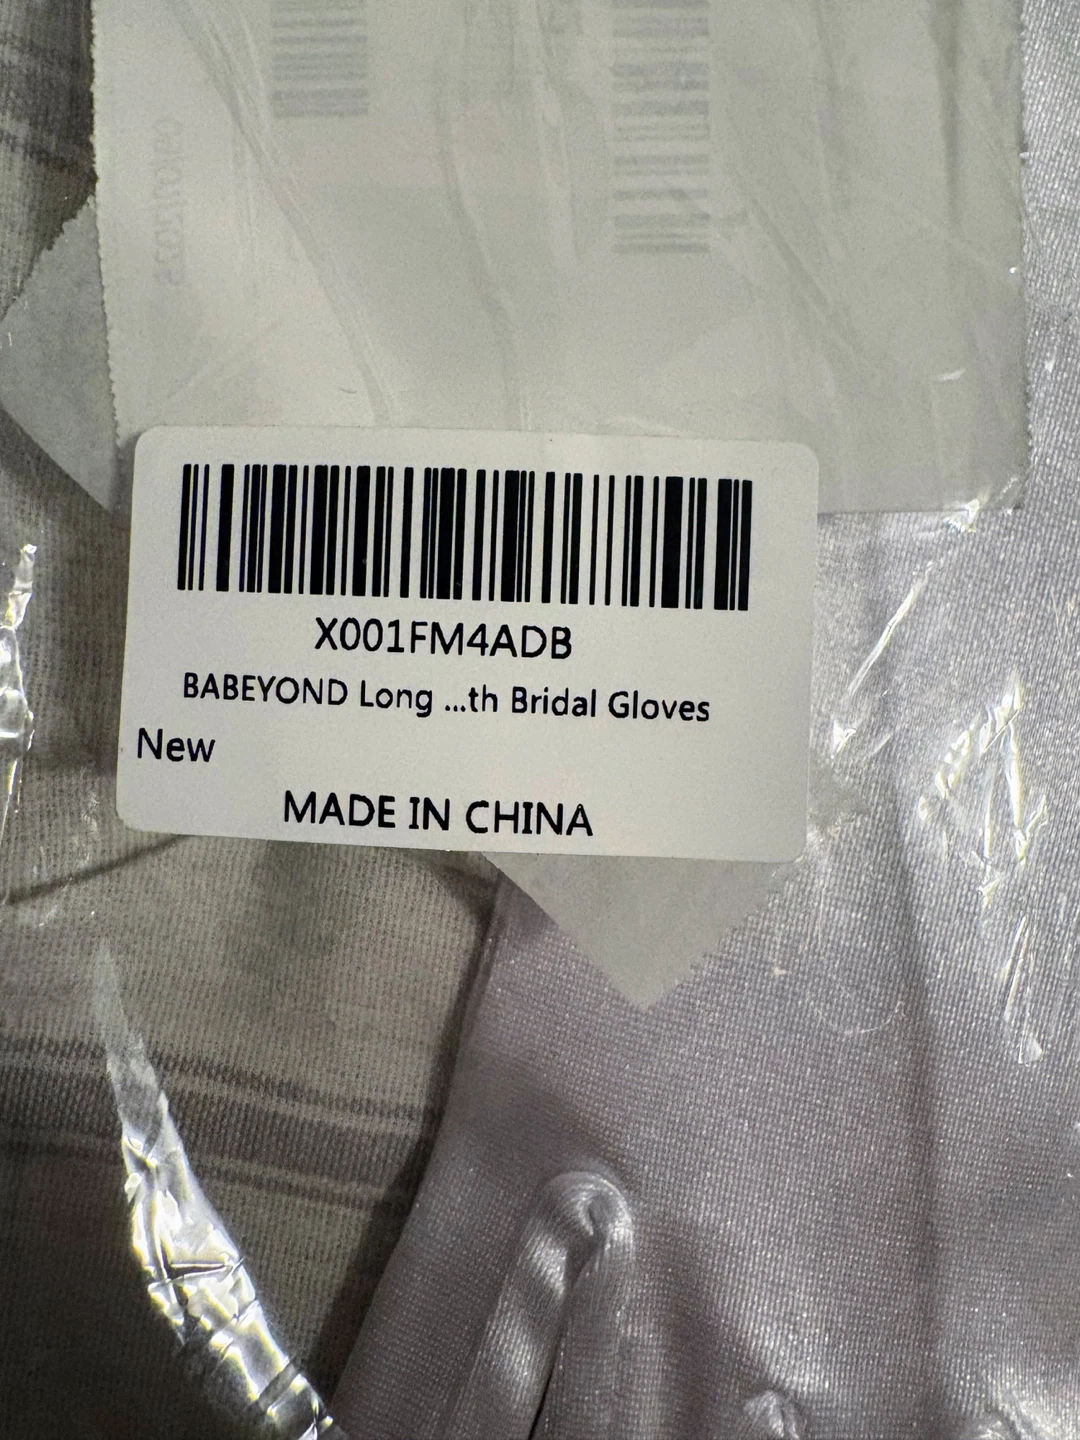 X001FM4ADB
BABEYOND Long ...th Bridal Gloves
New
MADE IN CHINA